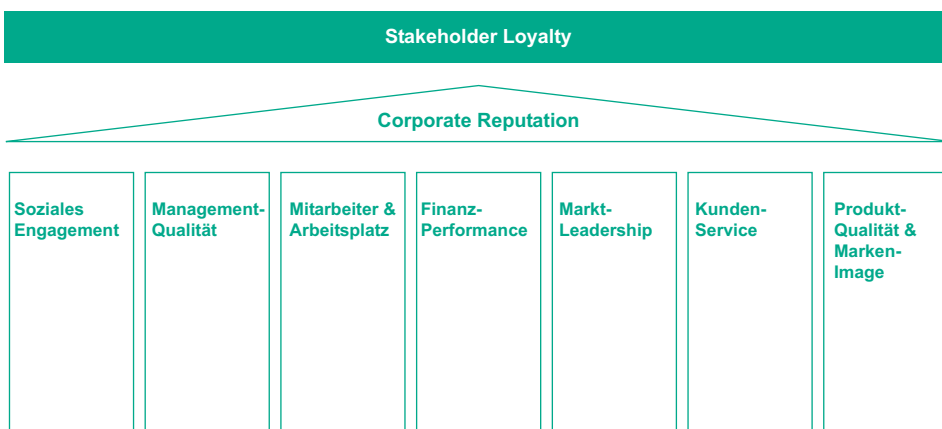 Stakeholder Loyalty
Corporate Reputation
Soziales
Engagement
Management-
Qualität
Mitarbeiter &
Arbeitsplatz
Finanz-
Performance
Markt-
Leadership
Kunden-
Service
Produkt-
Qualität &
Marken-
Image